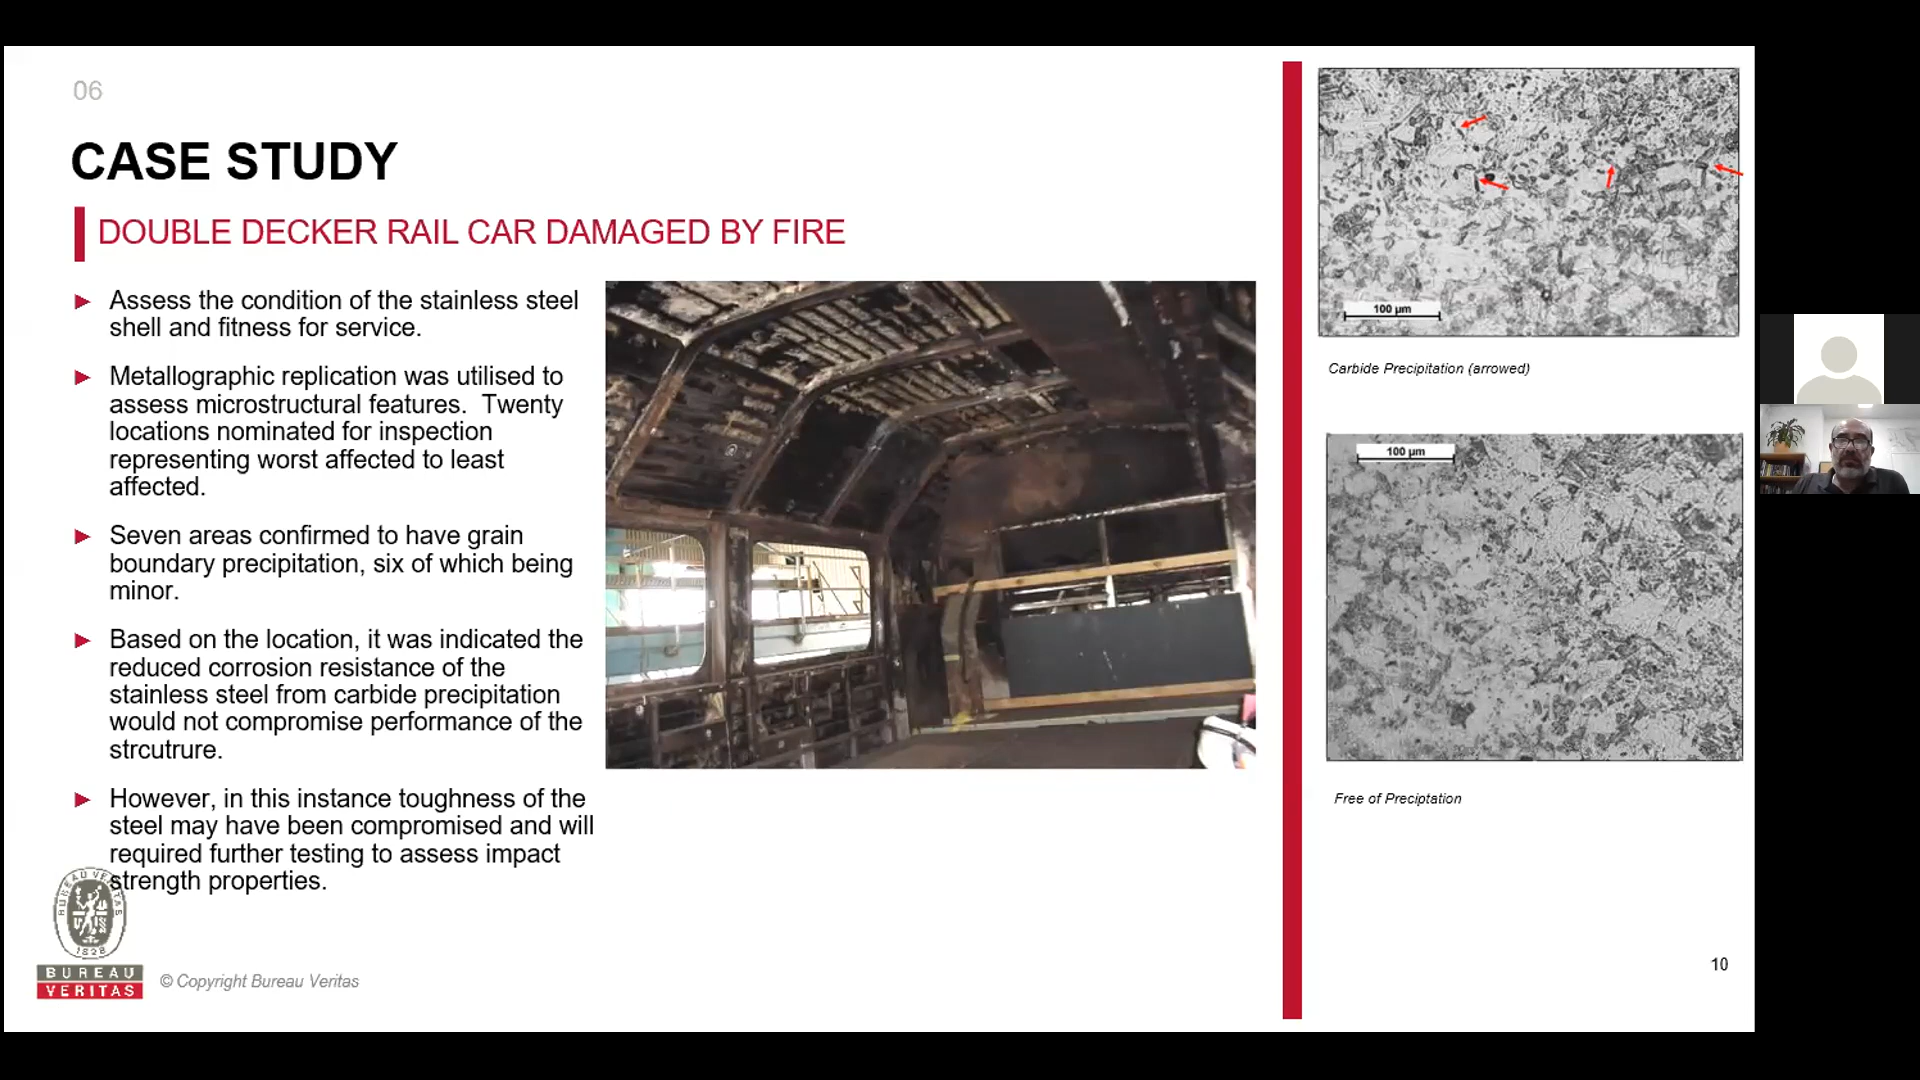 06
CASE STUDY
DOUBLE DECKER RAIL CAR DAMAGED BY FIRE
► Assess the condition of the stainless steel
shell and fitness for service.
► Metallographic replication was utilised to
assess microstructural features.  Twenty
locations nominated for inspection
representing worst affected to least
affected.
► Seven areas confirmed to have grain
boundary precipitation, six of which being
minor.
► Based on the location, it was indicated the
reduced corrosion resistance of the
stainless steel from carbide precipitation
would not compromise performance of the
strcutrure.
► However, in this instance toughness of the
steel may have been compromised and will
required further testing to assess impact
strength properties.
100 µm
Carbide Precipitation (arrowed)
100 µm
Free of Preciptation
BUREAU VERITAS
1828
BUREAU
VERITAS
© Copyright Bureau Veritas
10